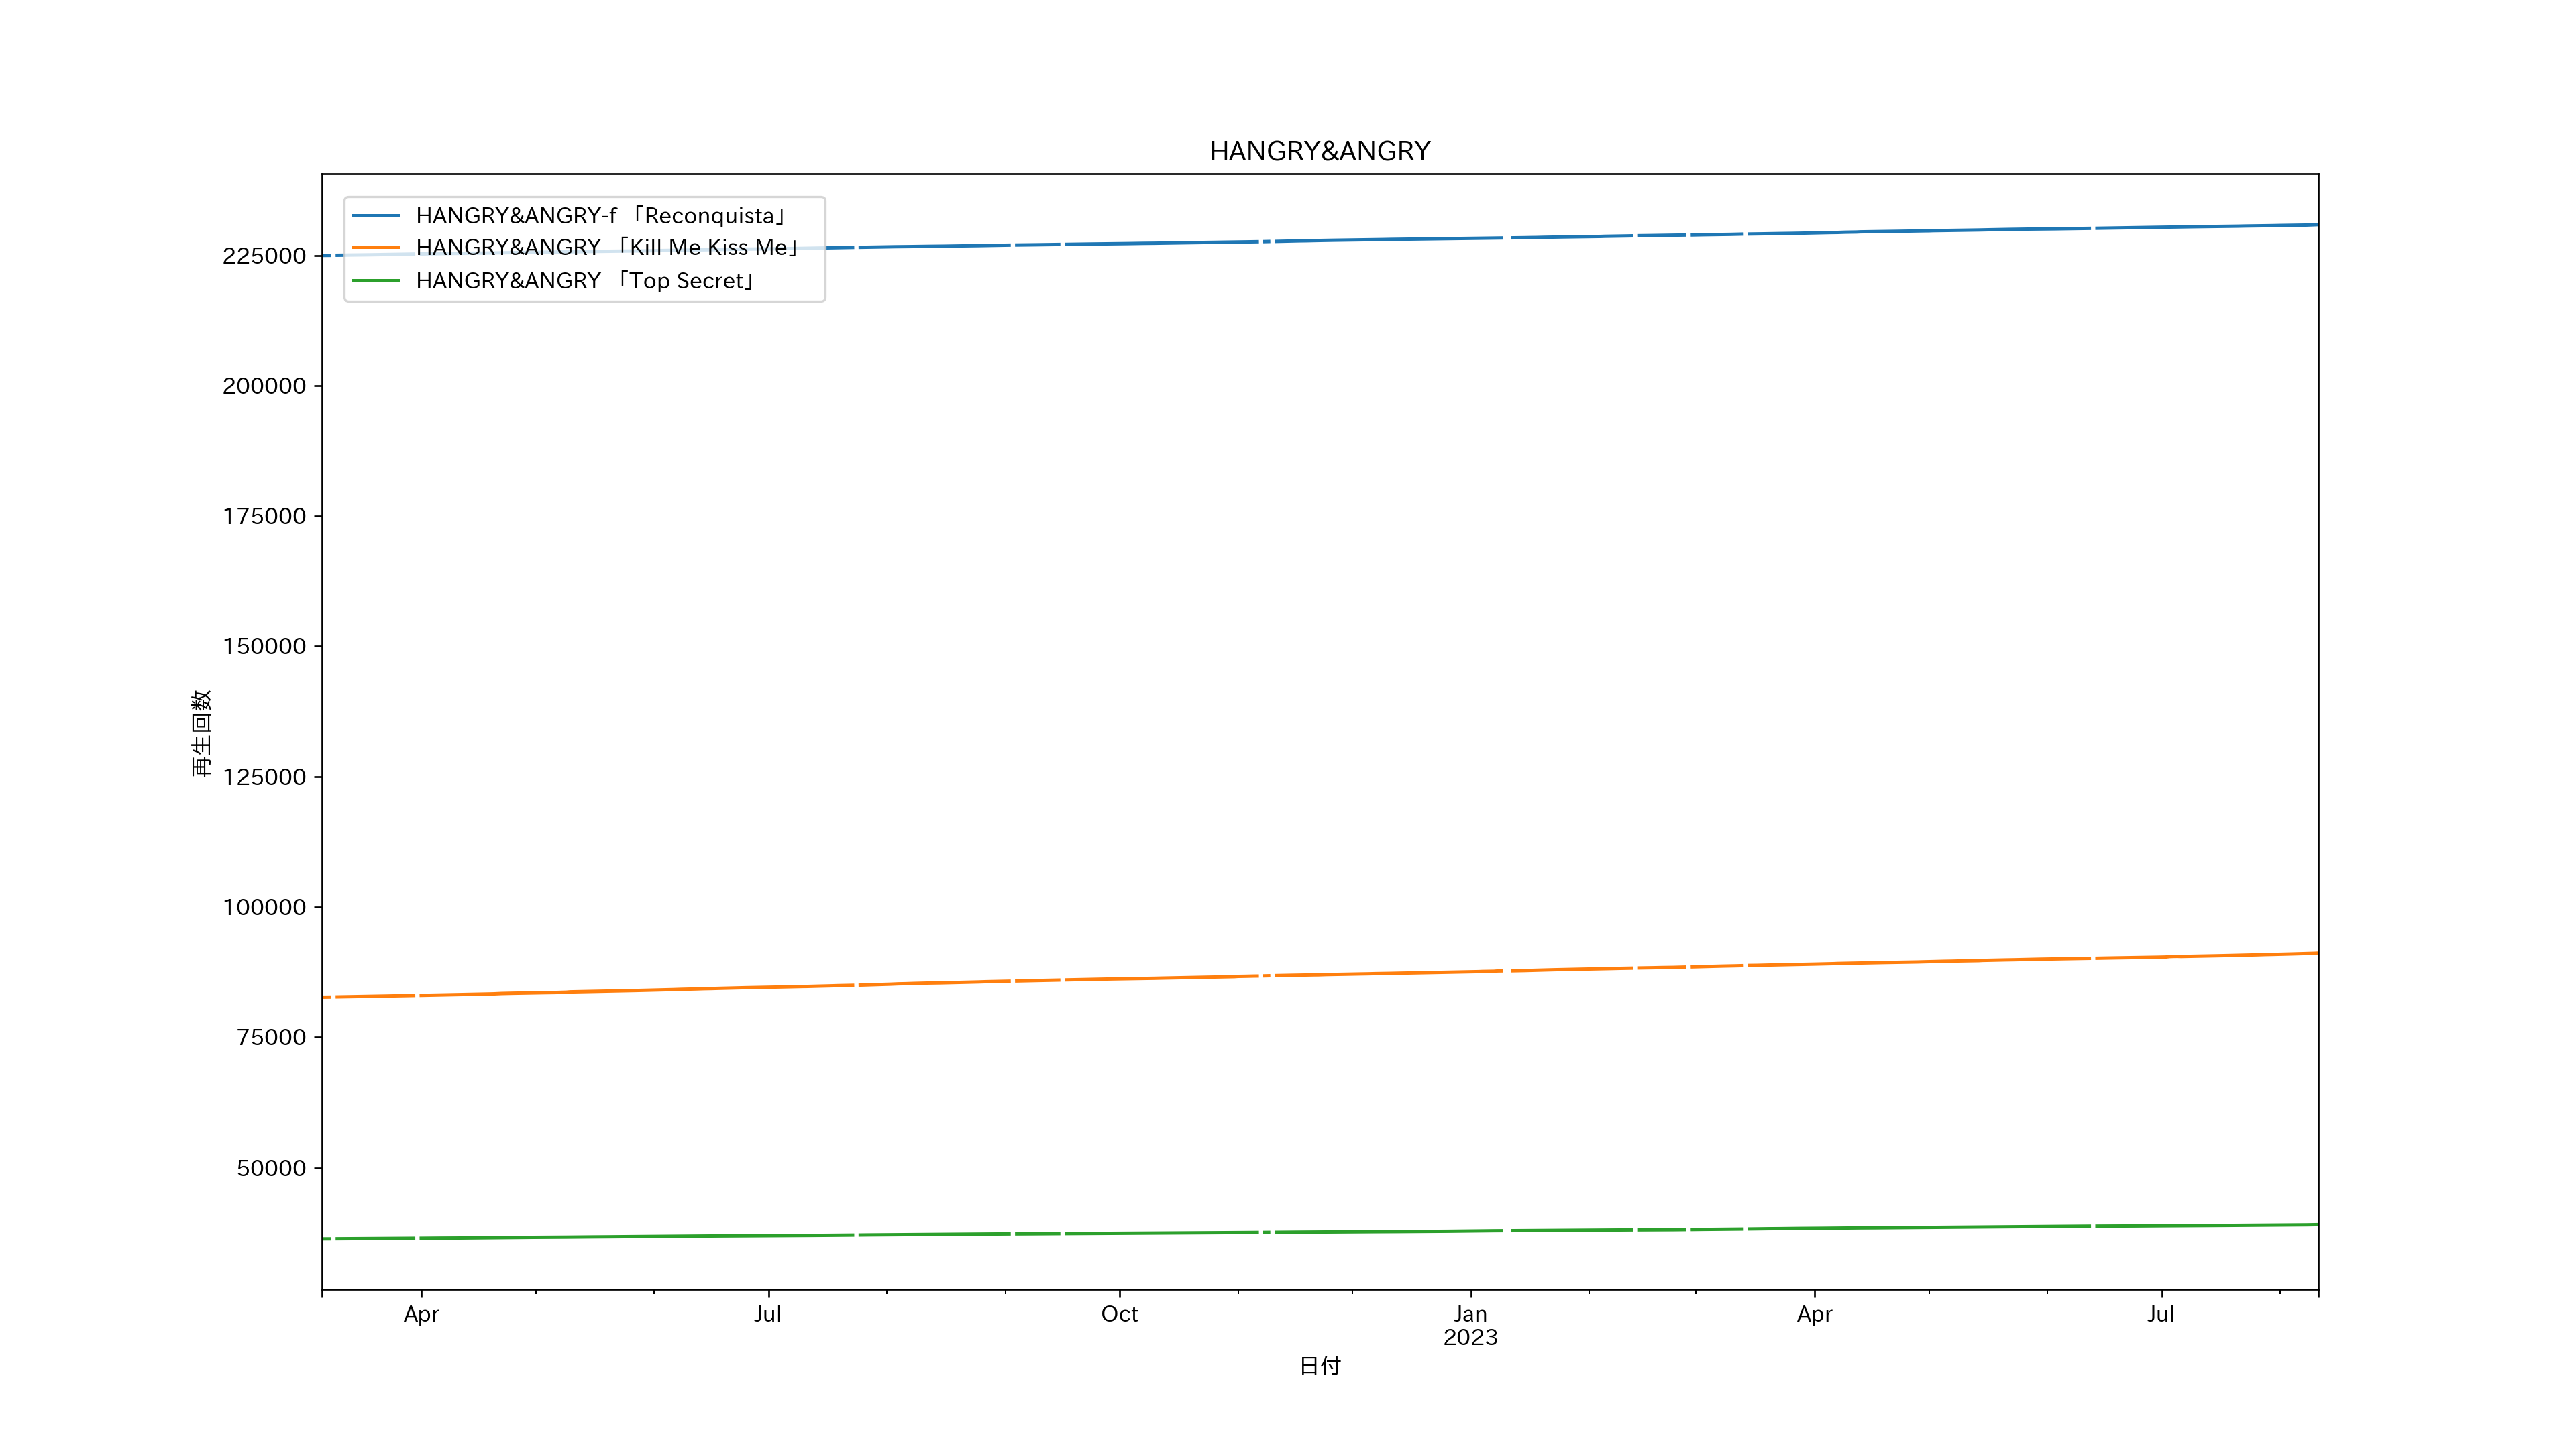 HANGRY&ANGRY
HANGRY&ANGRY-f 「Reconquista」
HANGRY&ANGRY 「Kill Me Kiss Me」
HANGRY&ANGRY 「Top Secret」
225000
200000
175000
150000
125000
100000
75000
50000
再生回数
Apr
Jul
Oct
Jan
2023
Apr
Jul
日付